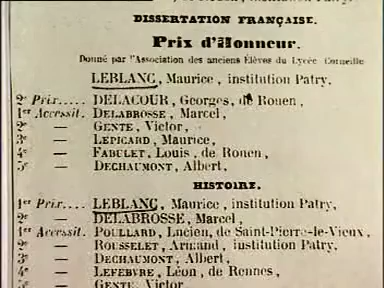 DISSERTATION FRANÇAISE.
Prix d'Honneur.
Donné par l'Association des anciens Élèves du Lycée Corneille
LEBLANC, Maurice, institution Patry.
2e Prix..... DELACOUR, Georges, de Rouen,
1er Accessit. DELABROSSE, Marcel,
2e — GENTE, Victor,
3e — LEPICARD, Maurice,
4e — FABULET, Louis, de Rouen,
5e — DECHAUMONT, Albert,
HISTOIRE.
1er Prix.... LEBLANC, Maurice, institution Patry,
2e — DELABROSSE, Marcel,
1er Accessit. POULLARD, Lucien, de Saint-Pierre-le-Vieux,
2e — ROUSSELET, Armand, institution Patry,
3e — DECHAUMONT, Albert,
4e — LEFEBVRE, Léon, de Rennes,
5e — GENTE, Victor